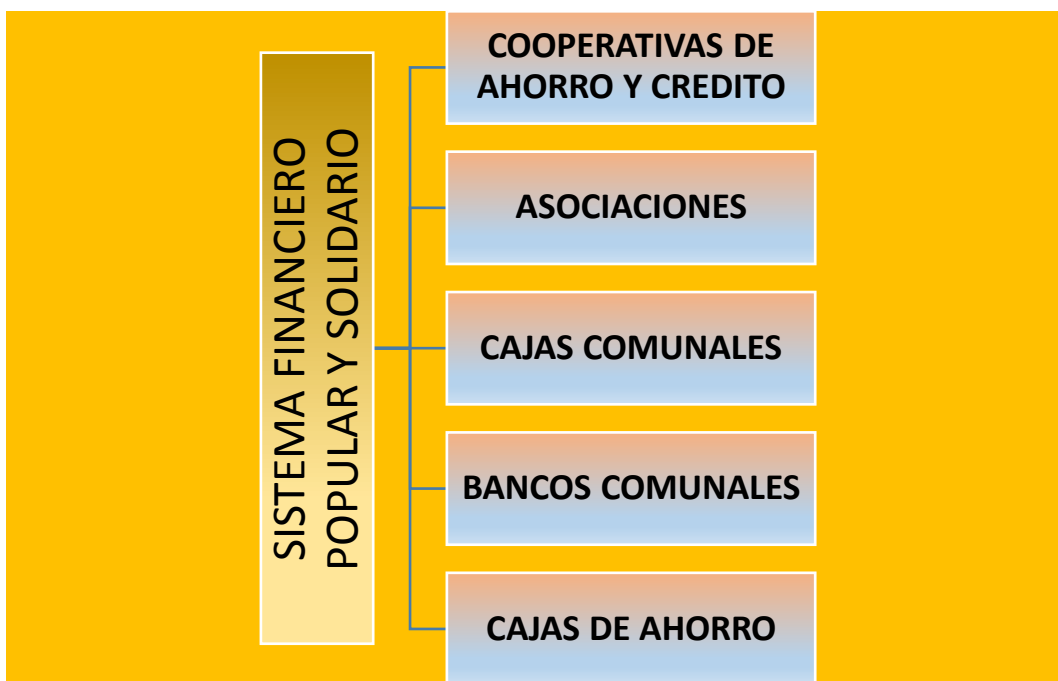 SISTEMA FINANCIERO
POPULAR Y SOLIDARIO
COOPERATIVAS DE
AHORRO Y CREDITO
ASOCIACIONES
CAJAS COMUNALES
BANCOS COMUNALES
CAJAS DE AHORRO